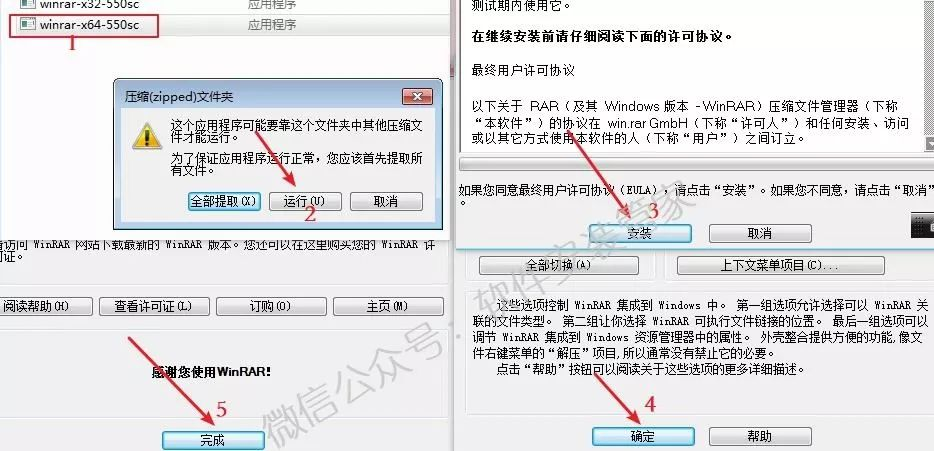 winrar-x32-550sc
应用程序
winrar-x64-550sc
应用程序
1
压缩(zipped)文件夹
这个应用程序可能要靠这个文件夹中其他压缩文
件才能运行。
为了保证应用程序运行正常，您应该首先提取所
有文件。
全部提取(X)
运行(U)
取消
2
访问 WinRAR 网站下载最新的 WinRAR 版本。您还可以在这里购买您的 WinRAR 许
可证。
阅读帮助(H)
查看许可证(L)
订购(O)
主页(M)
感谢您使用WinRAR!
5
完成
测试期内使用它。
在继续安装前请仔细阅读下面的许可协议。
最终用户许可协议
以下关于 RAR（及其 Windows 版本 -WinRAR）压缩文件管理器（下称
“本软件”）的协议在 win.rar GmbH（下称“许可人”）和任何安装、访问
或以其它方式使用本软件的人（下称“用户”）之间订立。
如果您同意最终用户许可协议（EULA），请点击“安装”。如果您不同意，请点击“取消”
。
3
安装
取消
全部切换(A)
上下文菜单项目(C)...
这些选项控制 WinRAR 集成到 Windows 中。 第一组选项允许选择可以 WinRAR 关
联的文件类型。 第二组让你选择 WinRAR 可执行文件链接的位置。 最后一组选项可以
调节 WinRAR 集成到 Windows 资源管理器中的属性。 外壳整合提供方便的功能,像文
件右键菜单的“解压”项目,所以通常没有禁止它的必要。
点击“帮助”按钮可以阅读关于这些选项的更多详细描述。
4
确定
帮助
微信公众号：软件安装管家